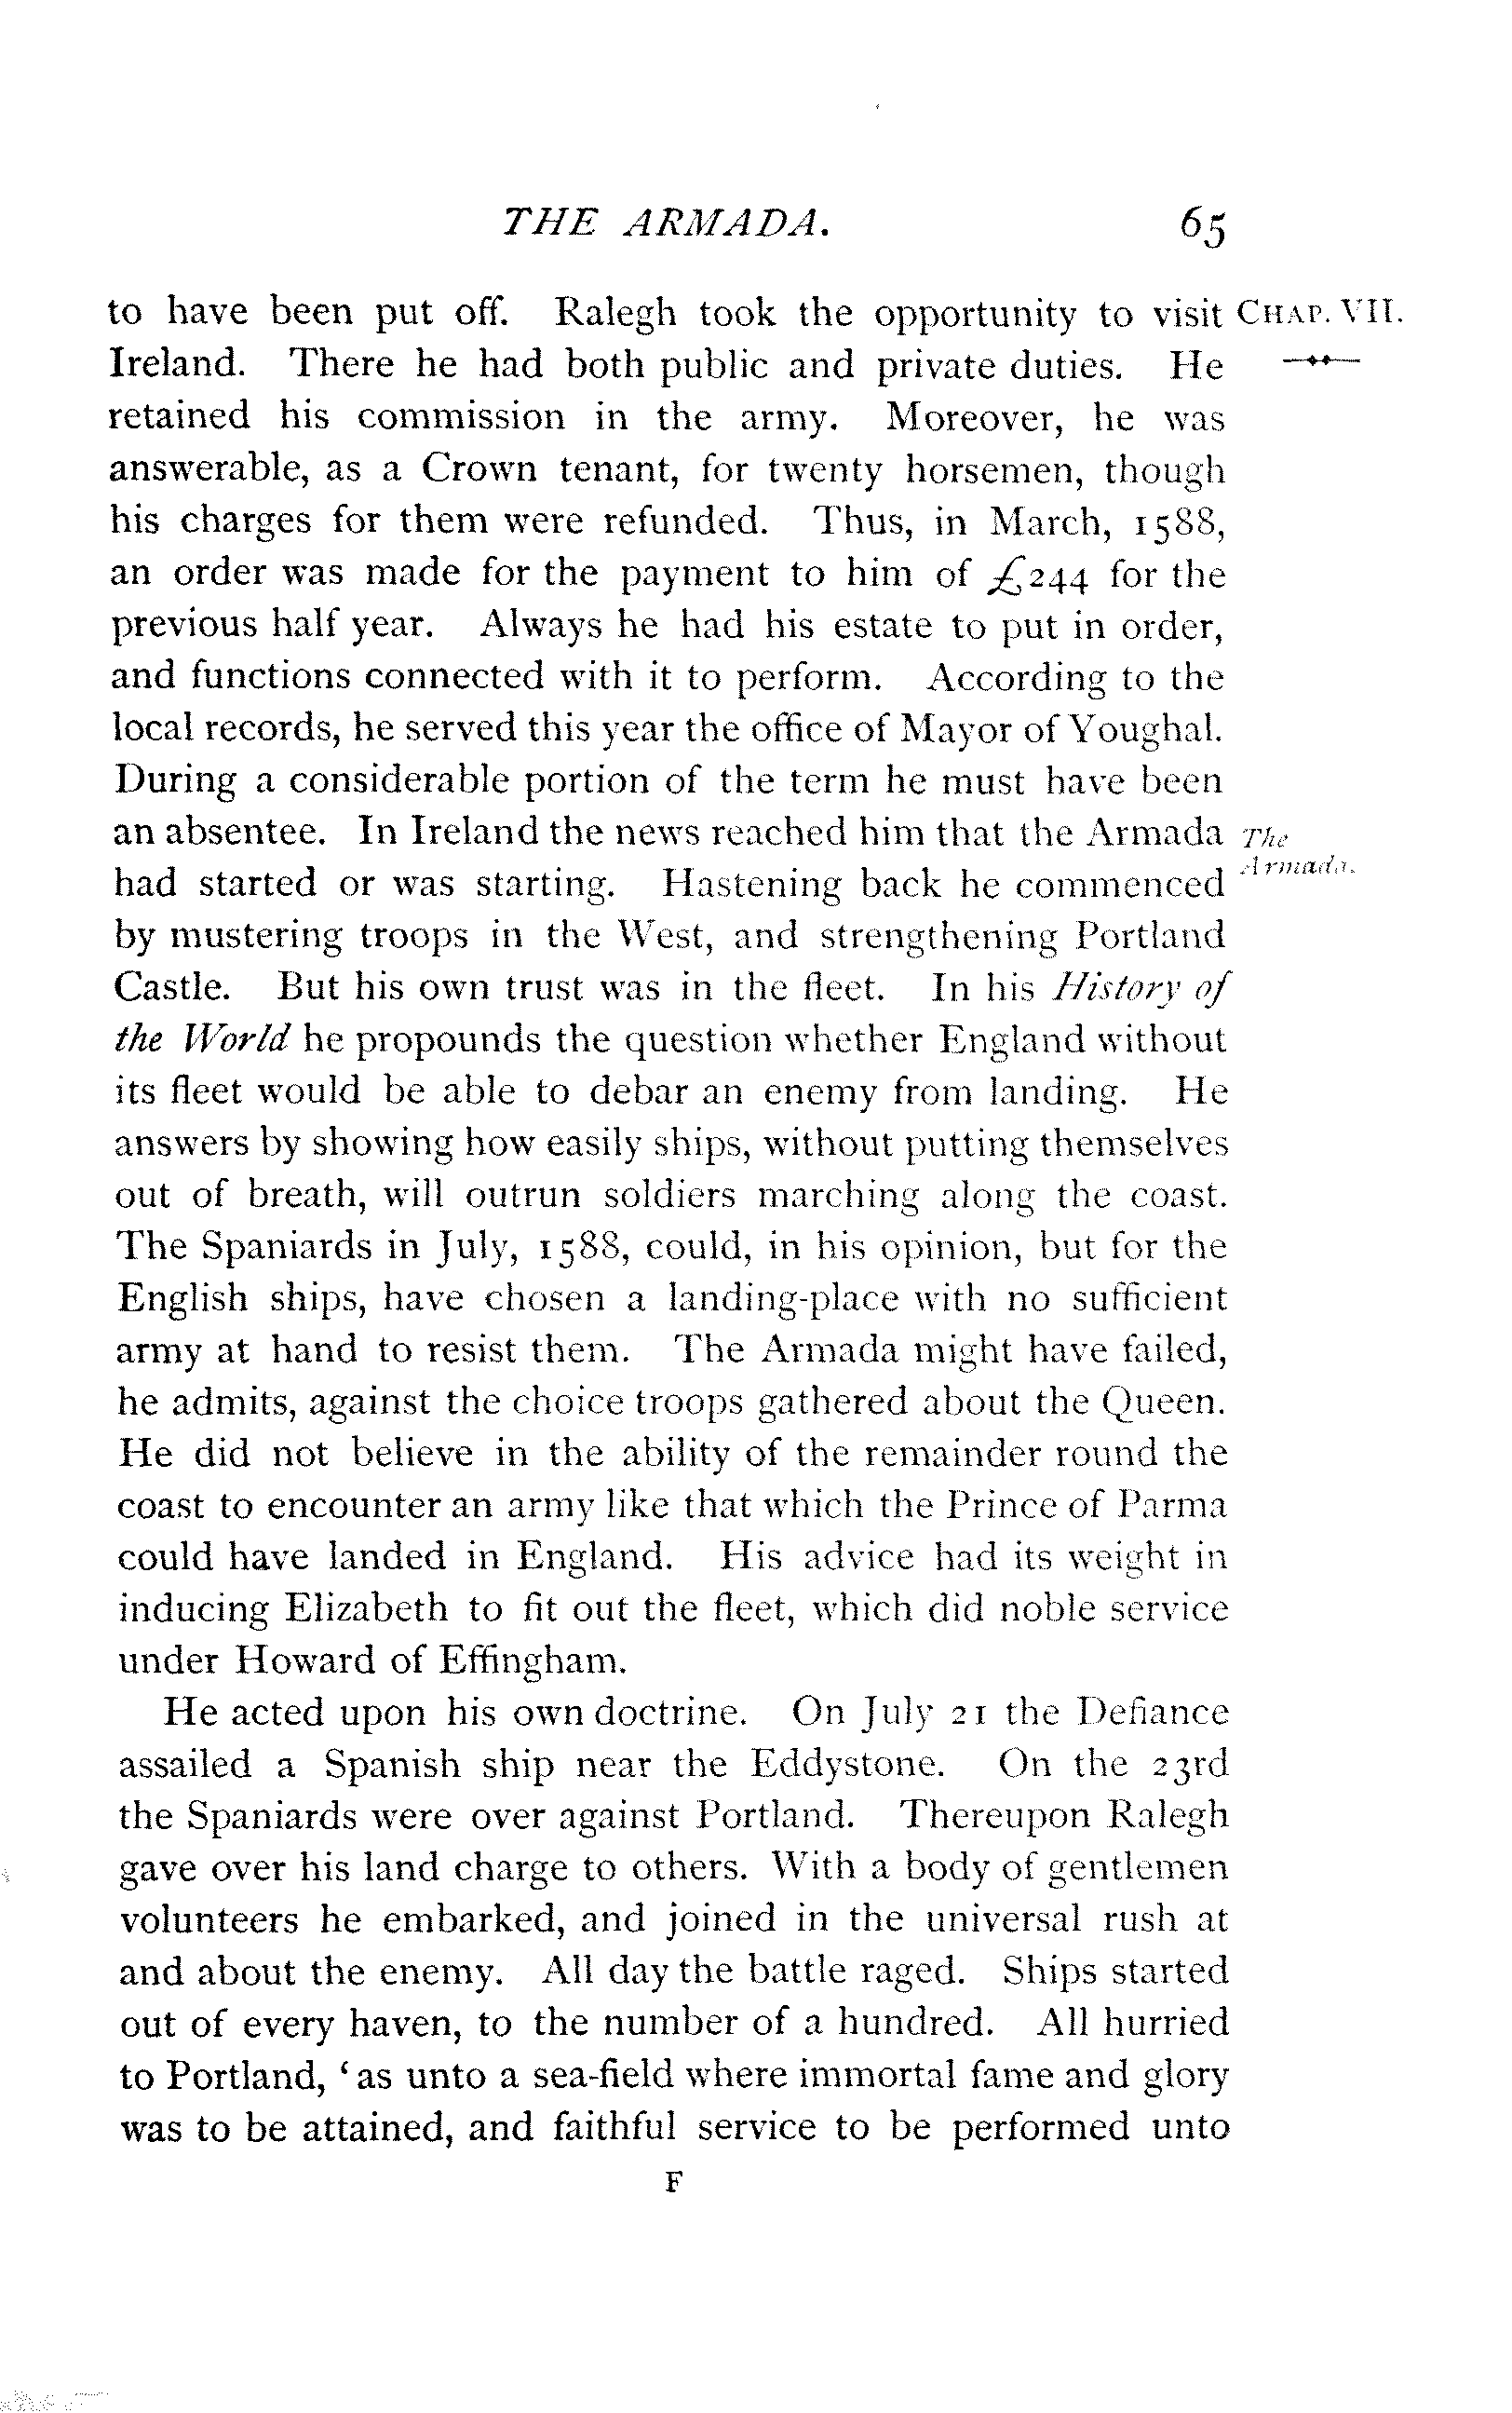 THE ARMADA. 65
to have been put off. Ralegh took the opportunity to visit CHAP. VII.
Ireland. There he had both public and private duties. He
retained his commission in the army. Moreover, he was
answerable, as a Crown tenant, for twenty horsemen, though
his charges for them were refunded. Thus, in March, 1588,
an order was made for the payment to him of £244 for the
previous half year. Always he had his estate to put in order,
and functions connected with it to perform. According to the
local records, he served this year the office of Mayor of Youghal.
During a considerable portion of the term he must have been
an absentee. In Ireland the news reached him that the Armada The
had started or was starting. Hastening back he commenced Armada.
by mustering troops in the West, and strengthening Portland
Castle. But his own trust was in the fleet. In his History of
the World he propounds the question whether England without
its fleet would be able to debar an enemy from landing. He
answers by showing how easily ships, without putting themselves
out of breath, will outrun soldiers marching along the coast.
The Spaniards in July, 1588, could, in his opinion, but for the
English ships, have chosen a landing-place with no sufficient
army at hand to resist them. The Armada might have failed,
he admits, against the choice troops gathered about the Queen.
He did not believe in the ability of the remainder round the
coast to encounter an army like that which the Prince of Parma
could have landed in England. His advice had its weight in
inducing Elizabeth to fit out the fleet, which did noble service
under Howard of Effingham.
He acted upon his own doctrine. On July 21 the Defiance
assailed a Spanish ship near the Eddystone. On the 23rd
the Spaniards were over against Portland. Thereupon Ralegh
gave over his land charge to others. With a body of gentlemen
volunteers he embarked, and joined in the universal rush at
and about the enemy. All day the battle raged. Ships started
out of every haven, to the number of a hundred. All hurried
to Portland, ‘as unto a sea-field where immortal fame and glory
was to be attained, and faithful service to be performed unto
F